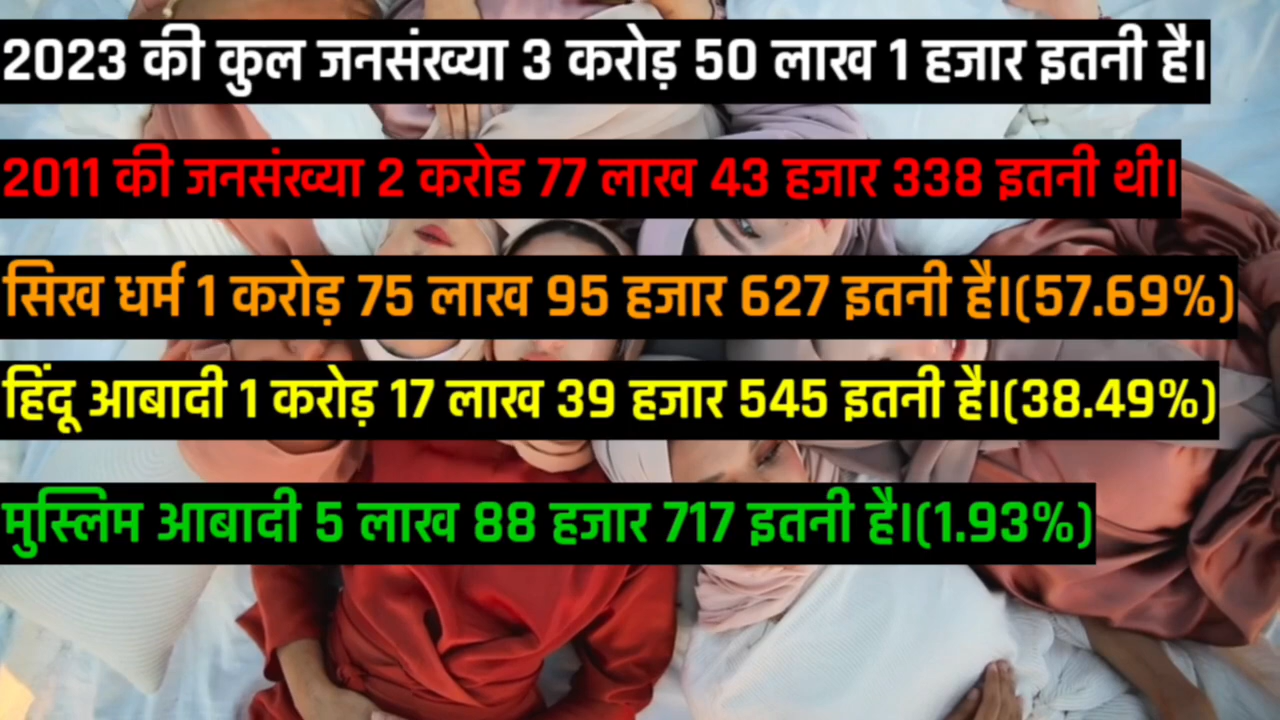 2023 की कुल जनसंख्या 3 करोड़ 50 लाख 1 हजार इतनी है।
2011 की जनसंख्या 2 करोड 77 लाख 43 हजार 338 इतनी थी।
सिख धर्म 1 करोड़ 75 लाख 95 हजार 627 इतनी है।(57.69%)
हिंदू आबादी 1 करोड़ 17 लाख 39 हजार 545 इतनी है।(38.49%)
मुस्लिम आबादी 5 लाख 88 हजार 717 इतनी है।(1.93%)